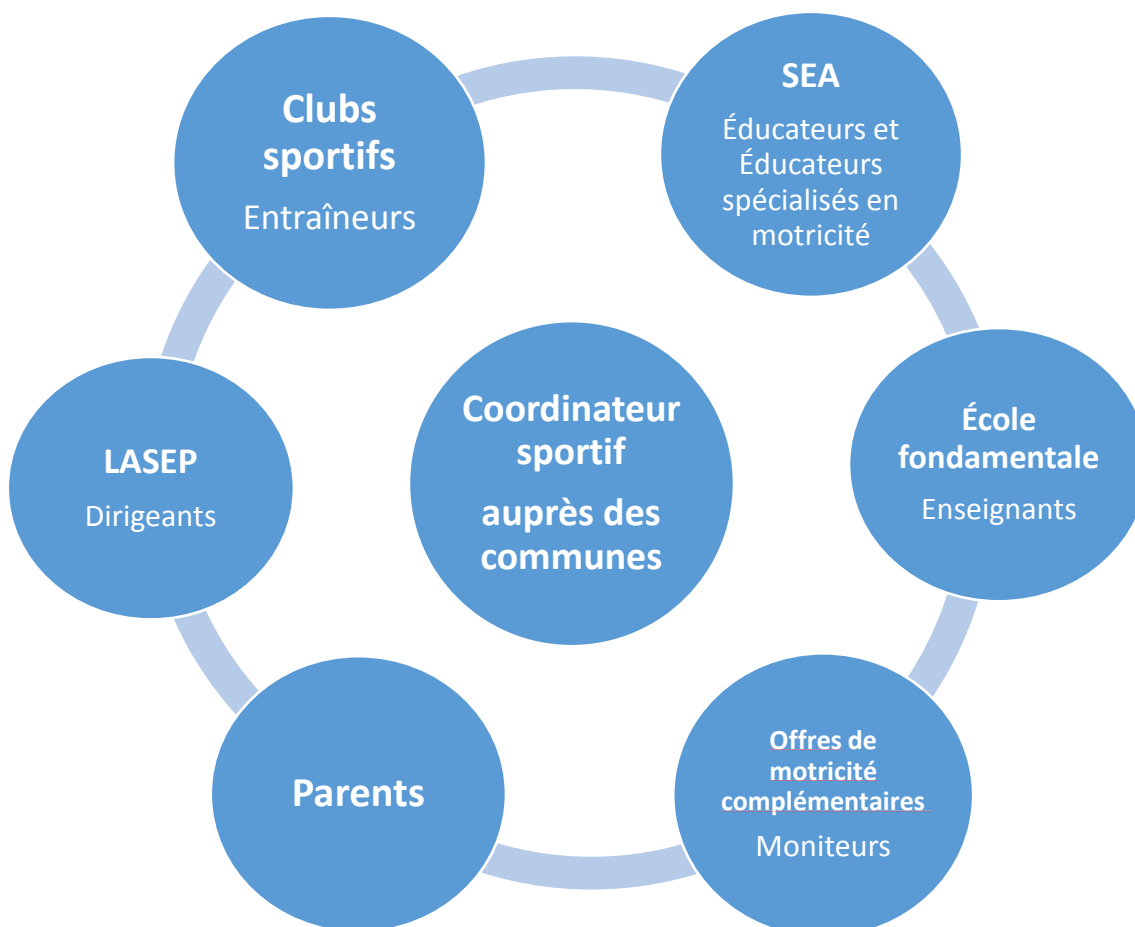 Clubs
sportifs
Entraîneurs
SEA
Éducateurs et
Éducateurs
spécialisés en
motricité
École
fondamentale
Enseignants
Offres de
motricité
complémentaires
Moniteurs
Parents
LASEP
Dirigeants
Coordinateur
sportif
auprès des
communes